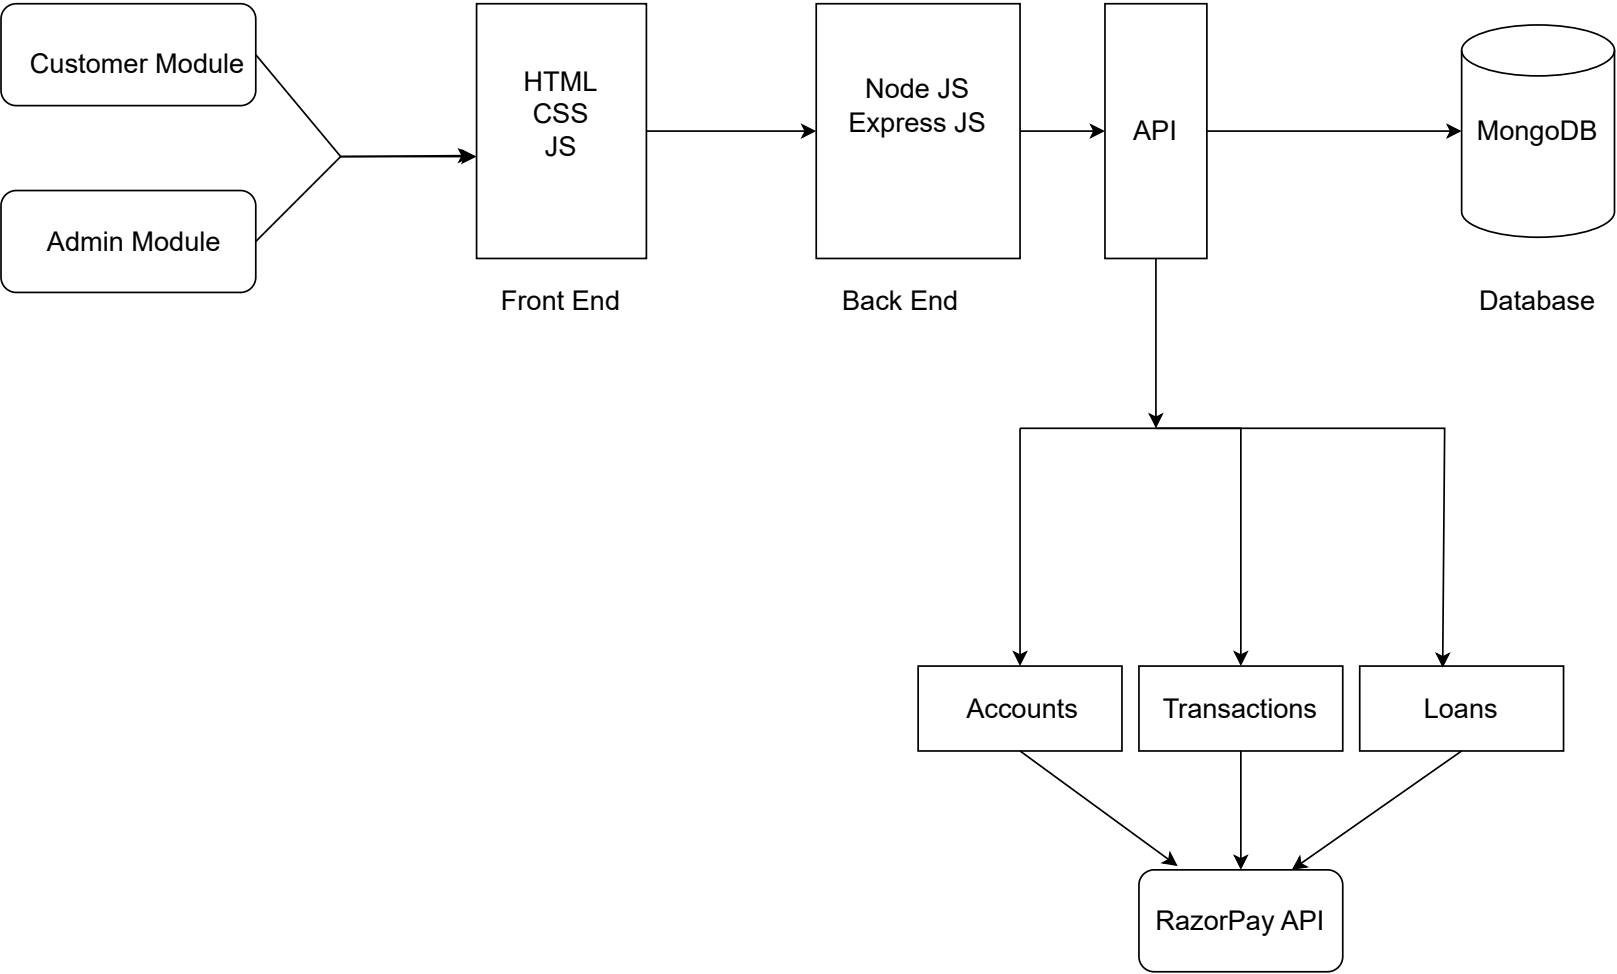 Customer Module
Admin Module
HTML
CSS
JS
Front End
Node JS
Express JS
Back End
API
MongoDB
Database
Accounts
Transactions
Loans
RazorPay API